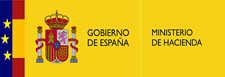 GOBIERNO
DE ESPAÑA
MINISTERIO
DE HACIENDA